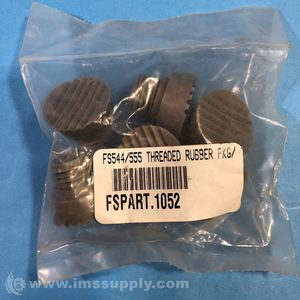 FS544/555 THREADED RUBBER PKG/
FSPART.1052
www.imssupply.com